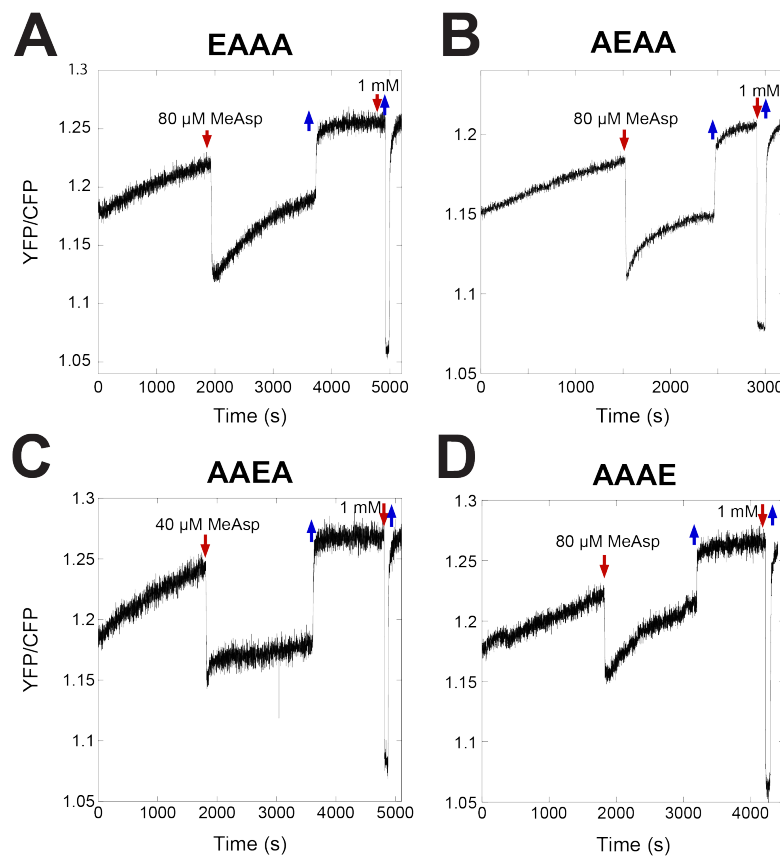 A
EAAA
1.3
1.25
1.2
1.15
1.1
1.05
YFP/CFP
80 µM MeAsp
1 mM
0
1000
2000
3000
4000
5000
Time (s)
B
AEAA
1.2
1.15
1.1
1.05
80 µM MeAsp
1 mM
0
1000
2000
3000
Time (s)
C
AAEA
1.3
1.25
1.2
1.15
1.1
1.05
YFP/CFP
40 µM MeAsp
1 mM
0
1000
2000
3000
4000
5000
Time (s)
D
AAAE
1.3
1.25
1.2
1.15
1.1
1.05
80 µM MeAsp
1 mM
0
1000
2000
3000
4000
Time (s)